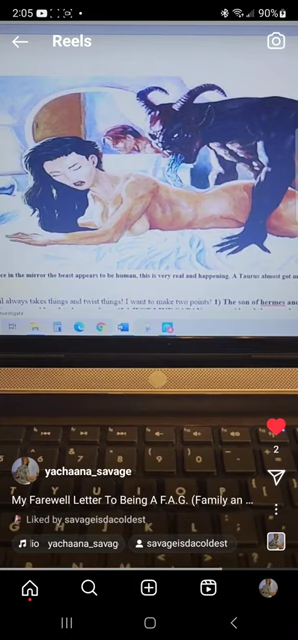 2:05
90%
Reels
ce in the mirror the beast appears to be human, this is very real and happening. A Taurus almost got
l always takes things and twist things! I want to make two points! 1) The son of hermes an
2
yachaana_savage
My Farewell Letter To Being A F.A.G. (Family an ...
Liked by savageisdacoldest
io yachaana_savag
savageisdacoldest